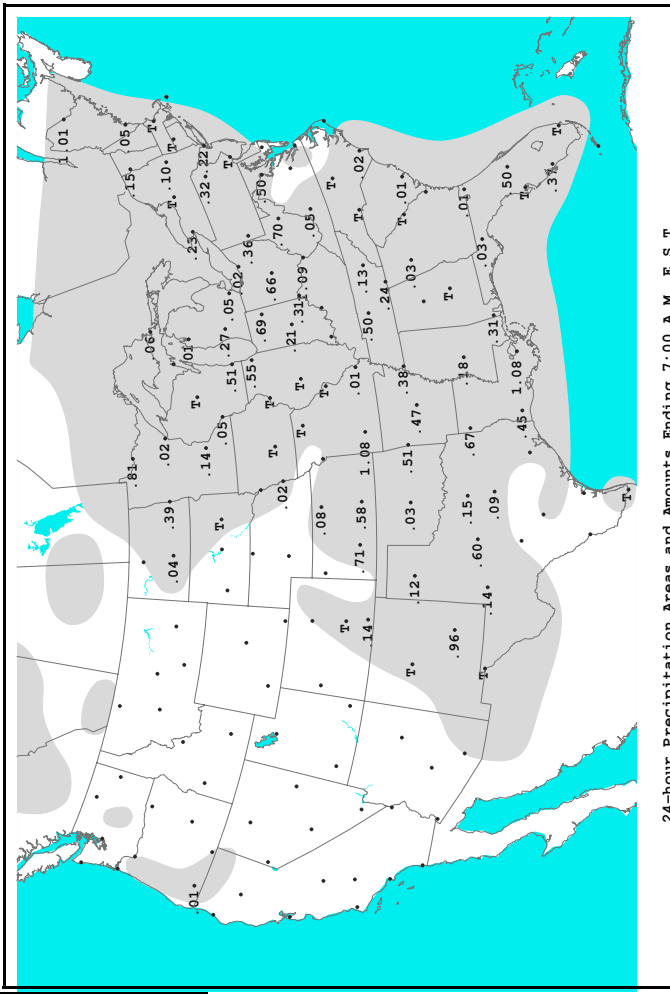 1.01
.05
.81
.15
.06
T
.02
.10
.39
T
T
.04
.01
.23
.01
T
.22
.14
.32
T
.05
.27
T
.05
.51
.02
.36
.55
.69
.50
T
.66
T
.70
.02
.21
.31
T
T
.09
.05
.08
T
T
T
.01
.71
.58
T
.02
1.08
.13
.14
.50
.24
.38
T
.01
.51
.03
T
.03
.12
.47
T
.96
.18
.01
.15
.67
.60
.03
T
.14
.31
.09
.50
1.08
.45
T
T
T
24-hour Precipitation Areas and Amounts Ending 7:00 A.M. E.S.T.